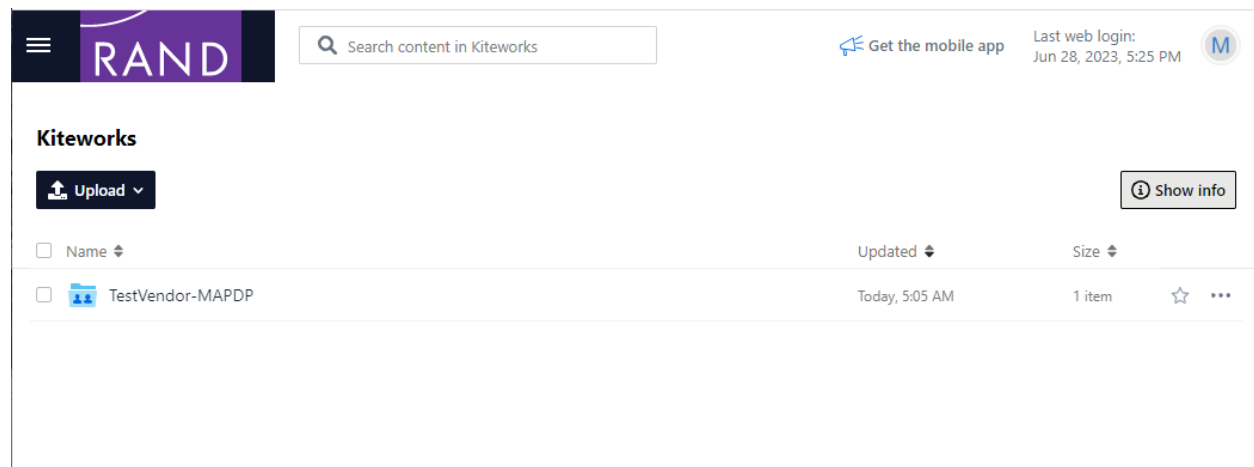 RAND
Search content in Kiteworks
Get the mobile app
Last web login:
Jun 28, 2023, 5:25 PM
M
Kiteworks
Upload
Show info
Name
Updated
Size
TestVendor-MAPDP
Today, 5:05 AM
1 item